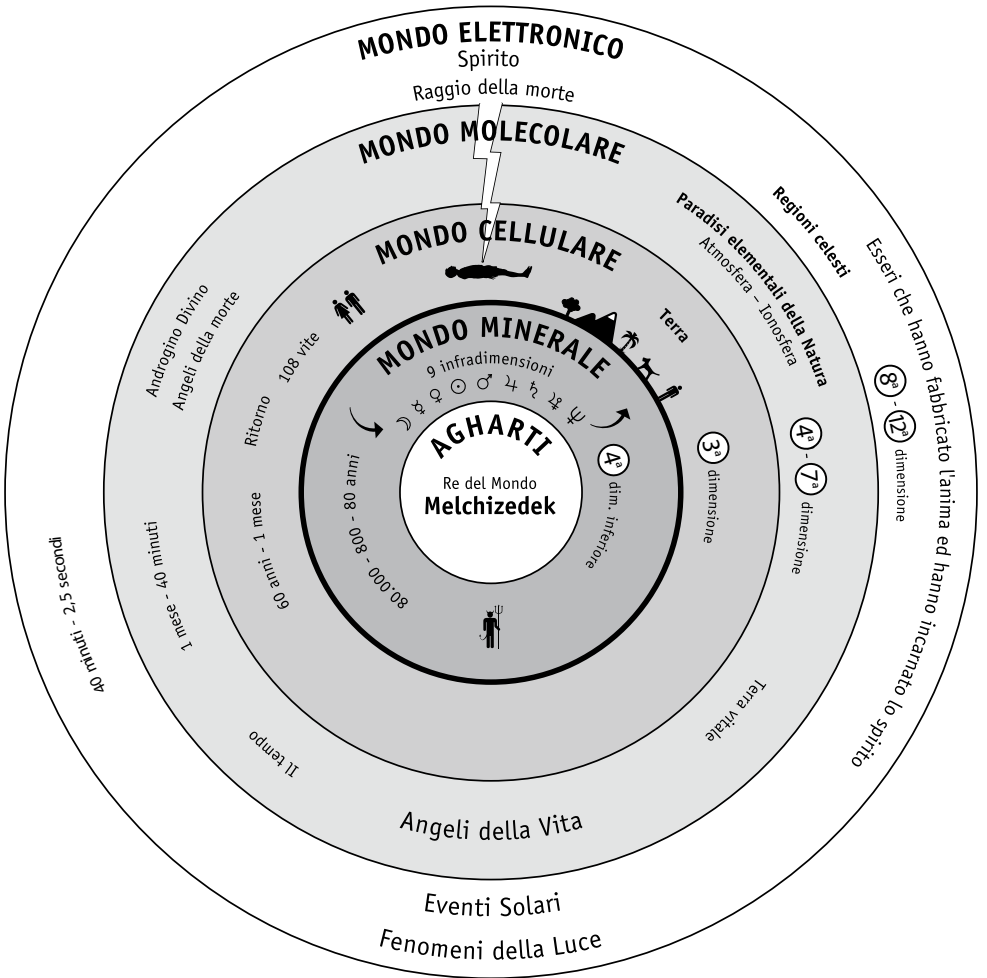 MONDO ELETTRONICO
Spirito
Raggio della morte
MONDO MOLECOLARE
MONDO CELLULARE
MONDO MINERALE
9 infradimensioni
☽ ☿ ♀ ☉ ♂ ♃ ♄ ♆ ♆
AGHARTI
Re del Mondo
Melchizedek
80.000 - 800 - 80 anni
4ª dim. inferiore
108 vite
Ritorno
60 anni - 1 mese
Terra
3ª dimensione
Androgino Divino
Angeli della morte
1 mese - 40 minuti
Il tempo
Paradisi elementali della Natura
Atmosfera – Ionosfera
4ª - 7ª dimensione
Terra vitale
Angeli della Vita
40 minuti - 2,5 secondi
Regioni celesti
8ª - 12ª dimensione
Esseri che hanno fabbricato l'anima ed hanno incarnato lo spirito
Eventi Solari
Fenomeni della Luce